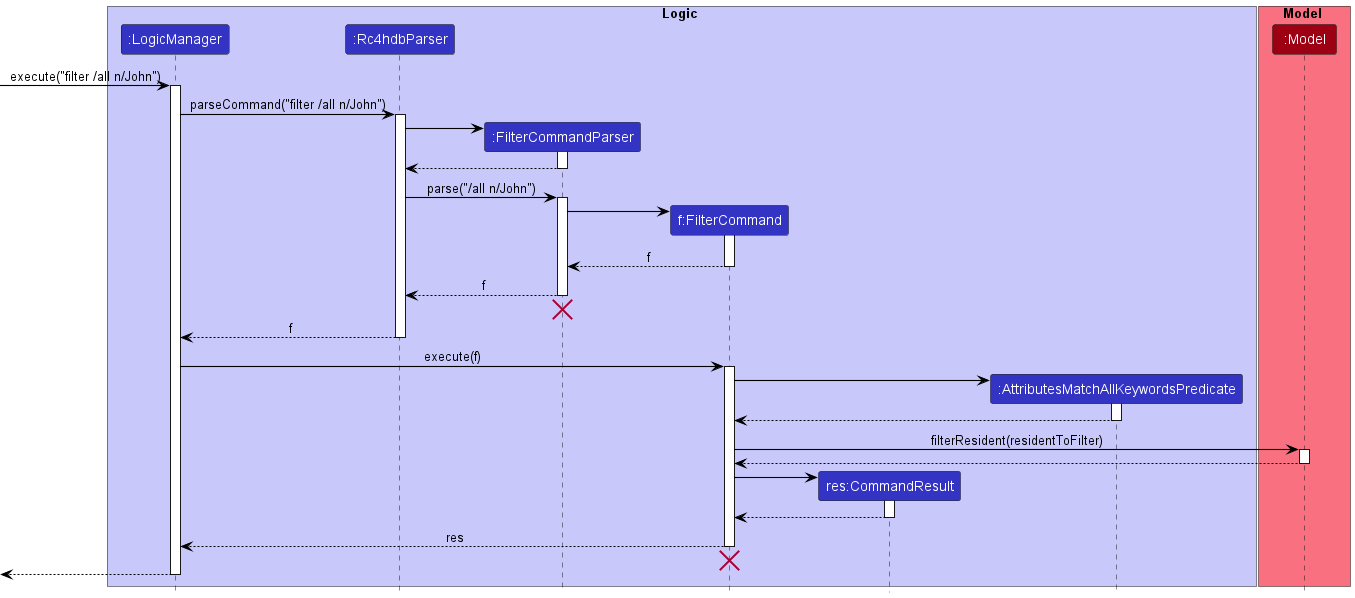 Logic
Model
:LogicManager
:Rc4hdbParser
:Model
execute("filter /all n/John")
parseCommand("filter /all n/John")
:FilterCommandParser
parse("/all n/John")
f:FilterCommand
f
f
f
execute(f)
:AttributesMatchAllKeywordsPredicate
filterResident(residentToFilter)
res:CommandResult
res